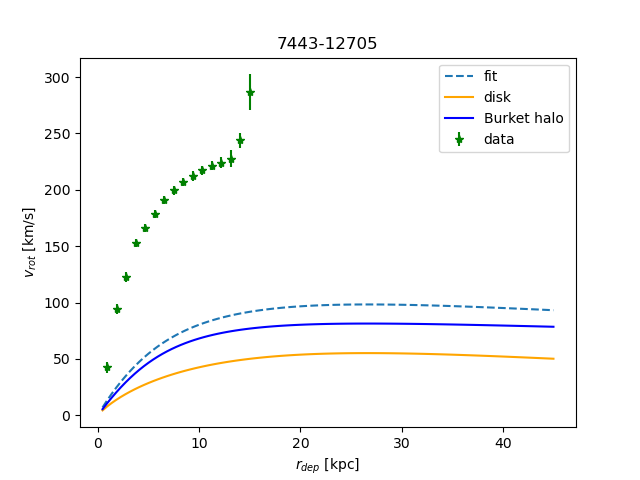 7443-12705
300
250
200
150
100
50
0
v_rot [km/s]
fit
disk
Burket halo
data
0 10 20 30 40
r_dep [kpc]